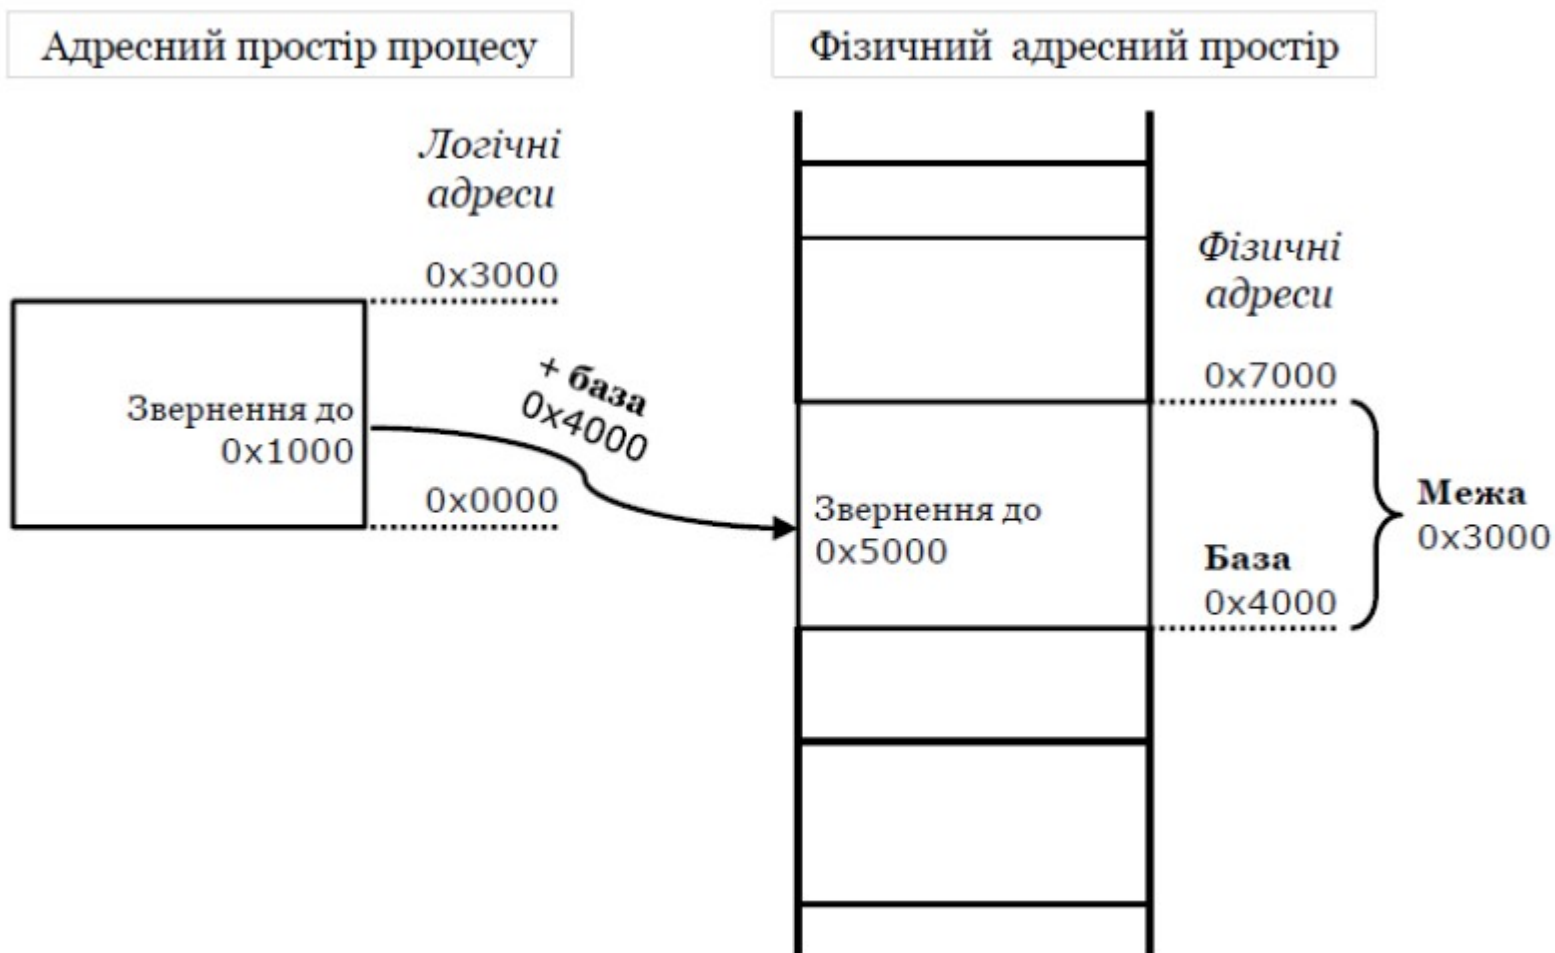 Адресний простір процесу
Фізичний адресний простір
Логічні
адреси
0x3000
Звернення до
0x1000
0x0000
+ база
0x4000
Фізичні
адреси
0x7000
Звернення до
0x5000
База
0x4000
Межа
0x3000